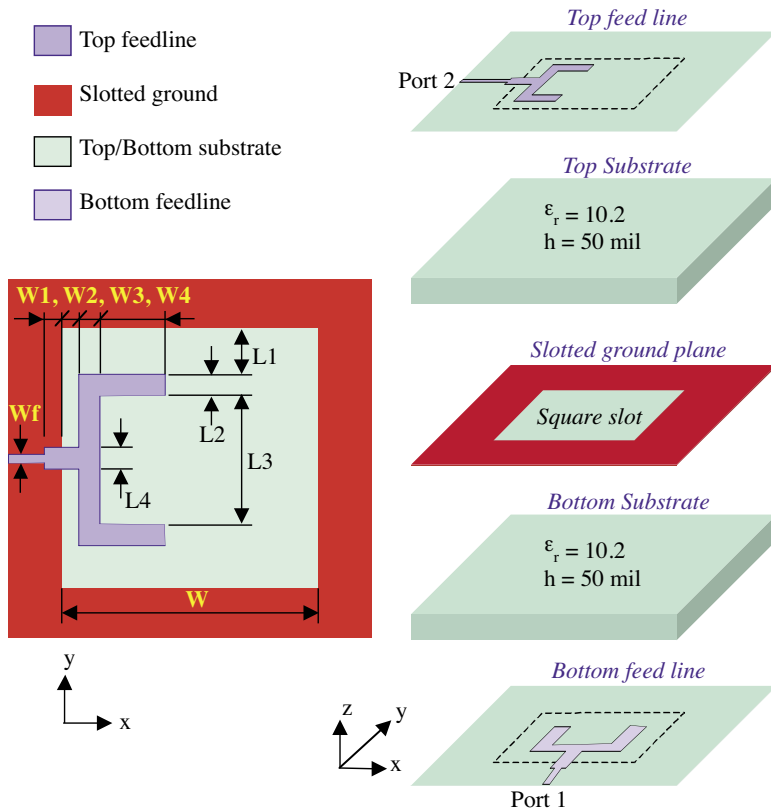 Top feedline
Slotted ground
Top/Bottom substrate
Bottom feedline
W1, W2, W3, W4
L1
Wf
L2
L3
L4
W
y
x
Top feed line
Port 2
Top Substrate
εr = 10.2
h = 50 mil
Slotted ground plane
Square slot
Bottom Substrate
εr = 10.2
h = 50 mil
Bottom feed line
z
y
x
Port 1